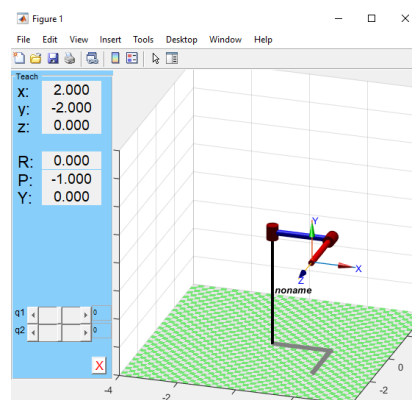 Figure 1
File Edit View Insert Tools Desktop Window Help
Teach
x: 2.000
y: -2.000
z: 0.000
R: 0.000
P: -1.000
Y: 0.000
q1 0
q2 0
X
Y
X
Z
noname
-4
-2
0
-2